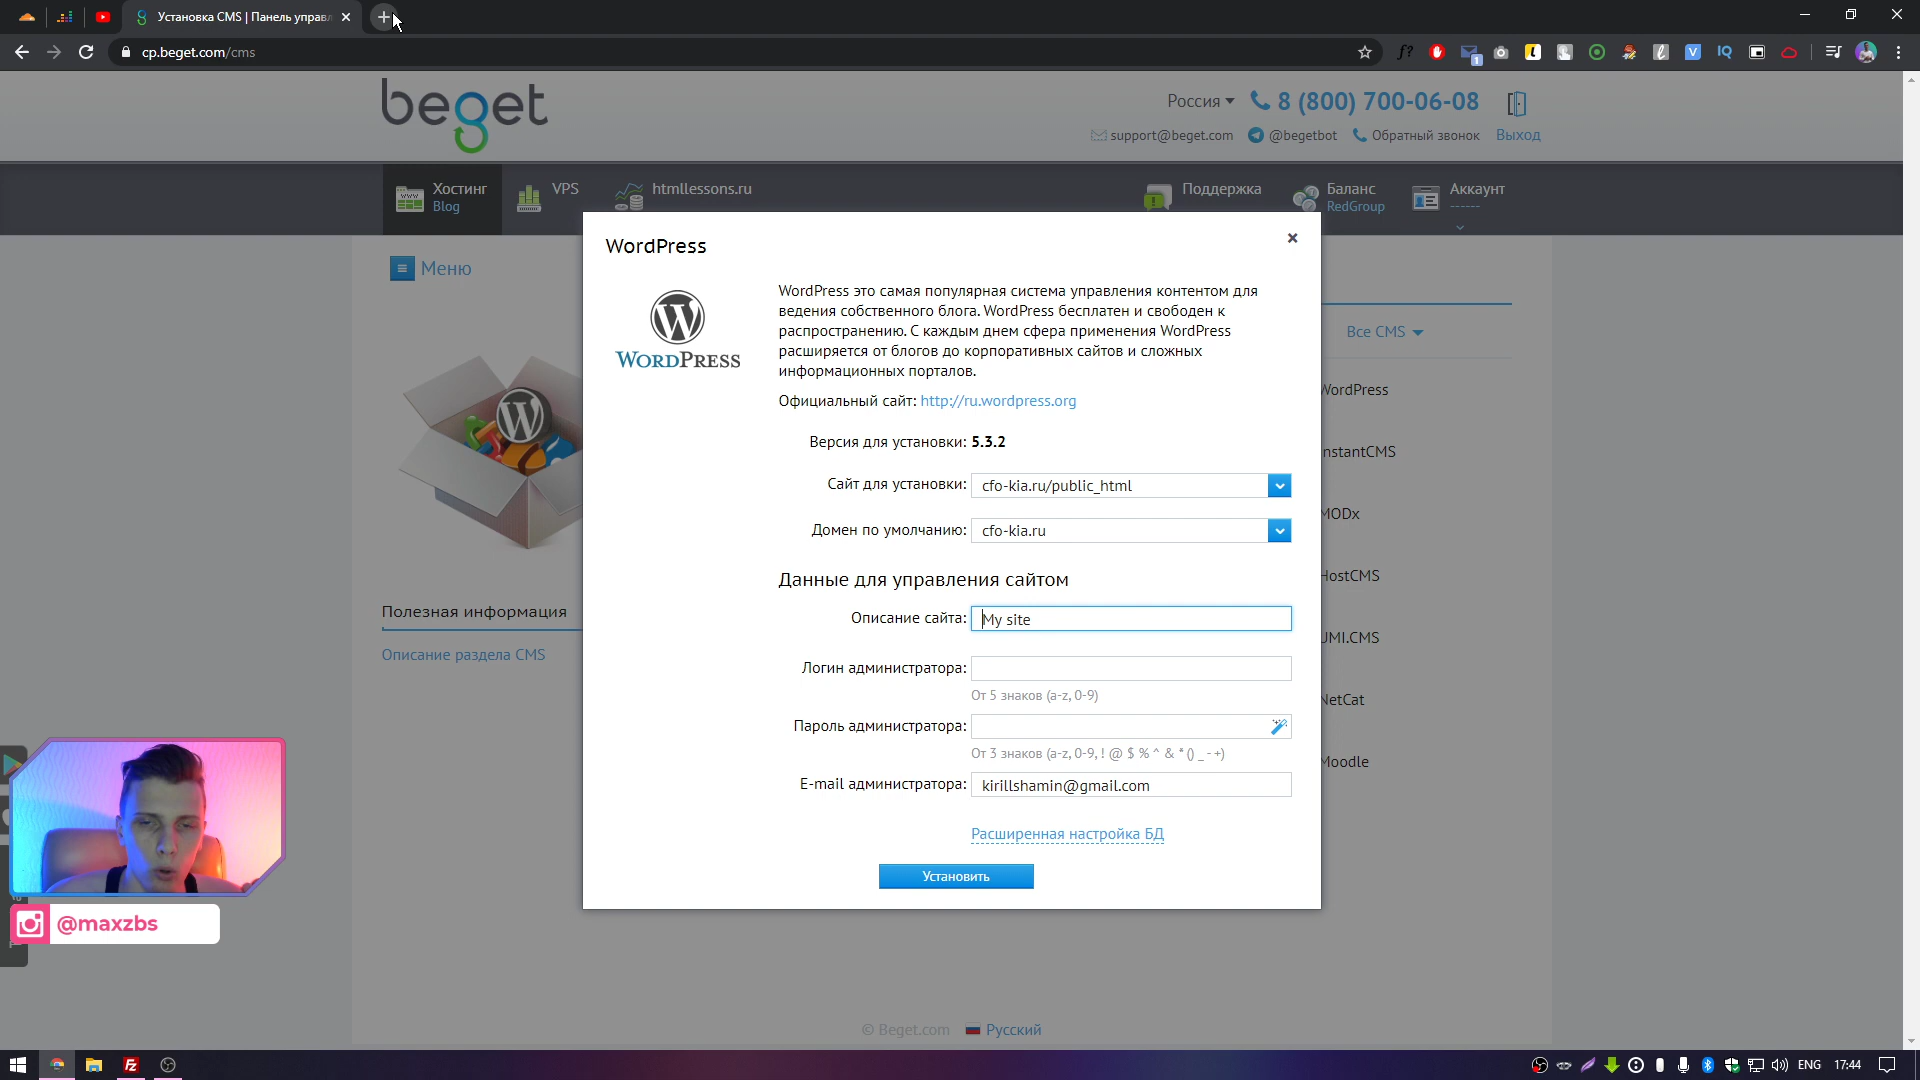 Установка CMS | Панель управл
cp.beget.com/cms
beget
Россия
8 (800) 700-06-08
support@beget.com
@begetbot
Обратный звонок
Выход
Хостинг
Blog
VPS
htmllessons.ru
Поддержка
Баланс
RedGroup
Аккаунт
------
Меню
WordPress
WORDPRESS
WordPress это самая популярная система управления контентом для
ведения собственного блога. WordPress бесплатен и свободен к
распространению. С каждым днем сфера применения WordPress
расширяется от блогов до корпоративных сайтов и сложных
информационных порталов.
Официальный сайт: http://ru.wordpress.org
Версия для установки: 5.3.2
Сайт для установки: cfo-kia.ru/public_html
Домен по умолчанию: cfo-kia.ru
Данные для управления сайтом
Описание сайта: My site
Логин администратора:
От 5 знаков (a-z, 0-9)
Пароль администратора:
От 3 знаков (a-z, 0-9, ! @ $ % ^ & * () _ - +)
E-mail администратора: kirillshamin@gmail.com
Расширенная настройка БД
Установить
Все CMS
WordPress
nstantCMS
MODx
HostCMS
UMI.CMS
NetCat
Moodle
Полезная информация
Описание раздела CMS
@maxzbs
© Beget.com
Русский
ENG
17:44